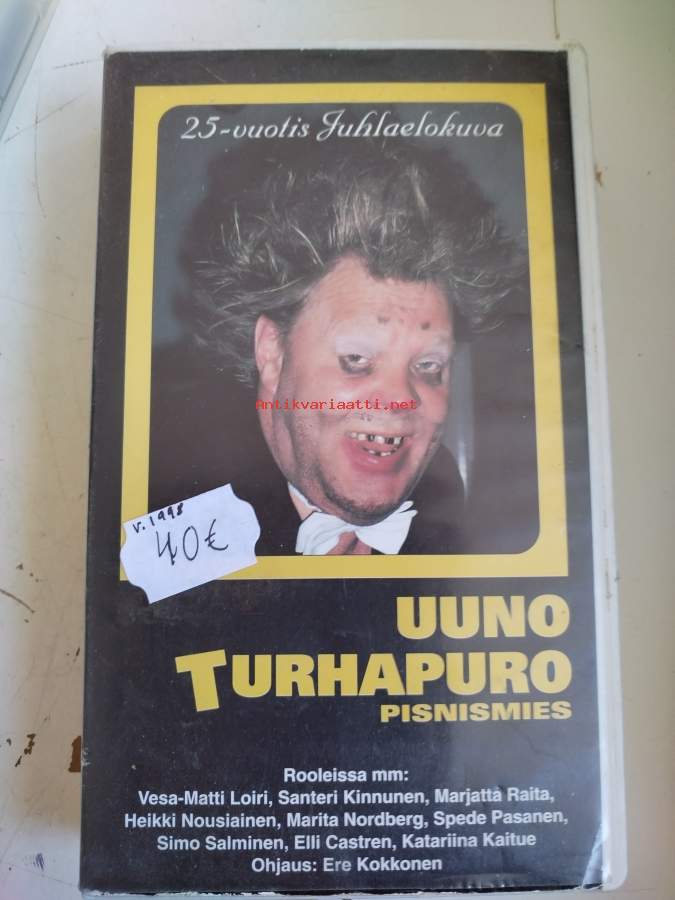 25-vuotis Juhlaelokuva
Antikvariaatti.net
v. 1998
40€
UUNO
TURHAPURO
PISNISMIES
Rooleissa mm:
Vesa-Matti Loiri, Santeri Kinnunen, Marjatta Raita,
Heikki Nousiainen, Marita Nordberg, Spede Pasanen,
Simo Salminen, Elli Castren, Katariina Kaitue
Ohjaus: Ere Kokkonen